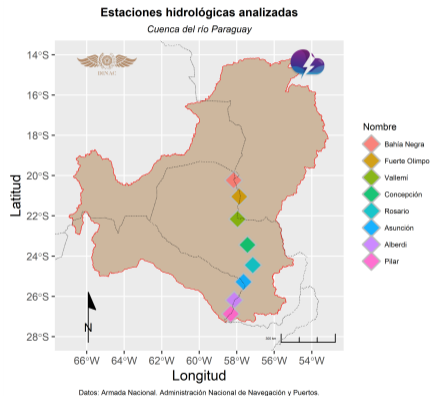 Estaciones hidrológicas analizadas
Cuenca del río Paraguay
14°S
16°S
18°S
20°S
22°S
24°S
26°S
28°S
Latitud
DINAC
N
66°W 64°W 62°W 60°W 58°W 56°W 54°W
Longitud
Nombre
Bahía Negra
Fuerte Olimpo
Vallemí
Concepción
Rosario
Asunción
Alberdi
Pilar
Datos: Armada Nacional. Administración Nacional de Navegación y Puertos.